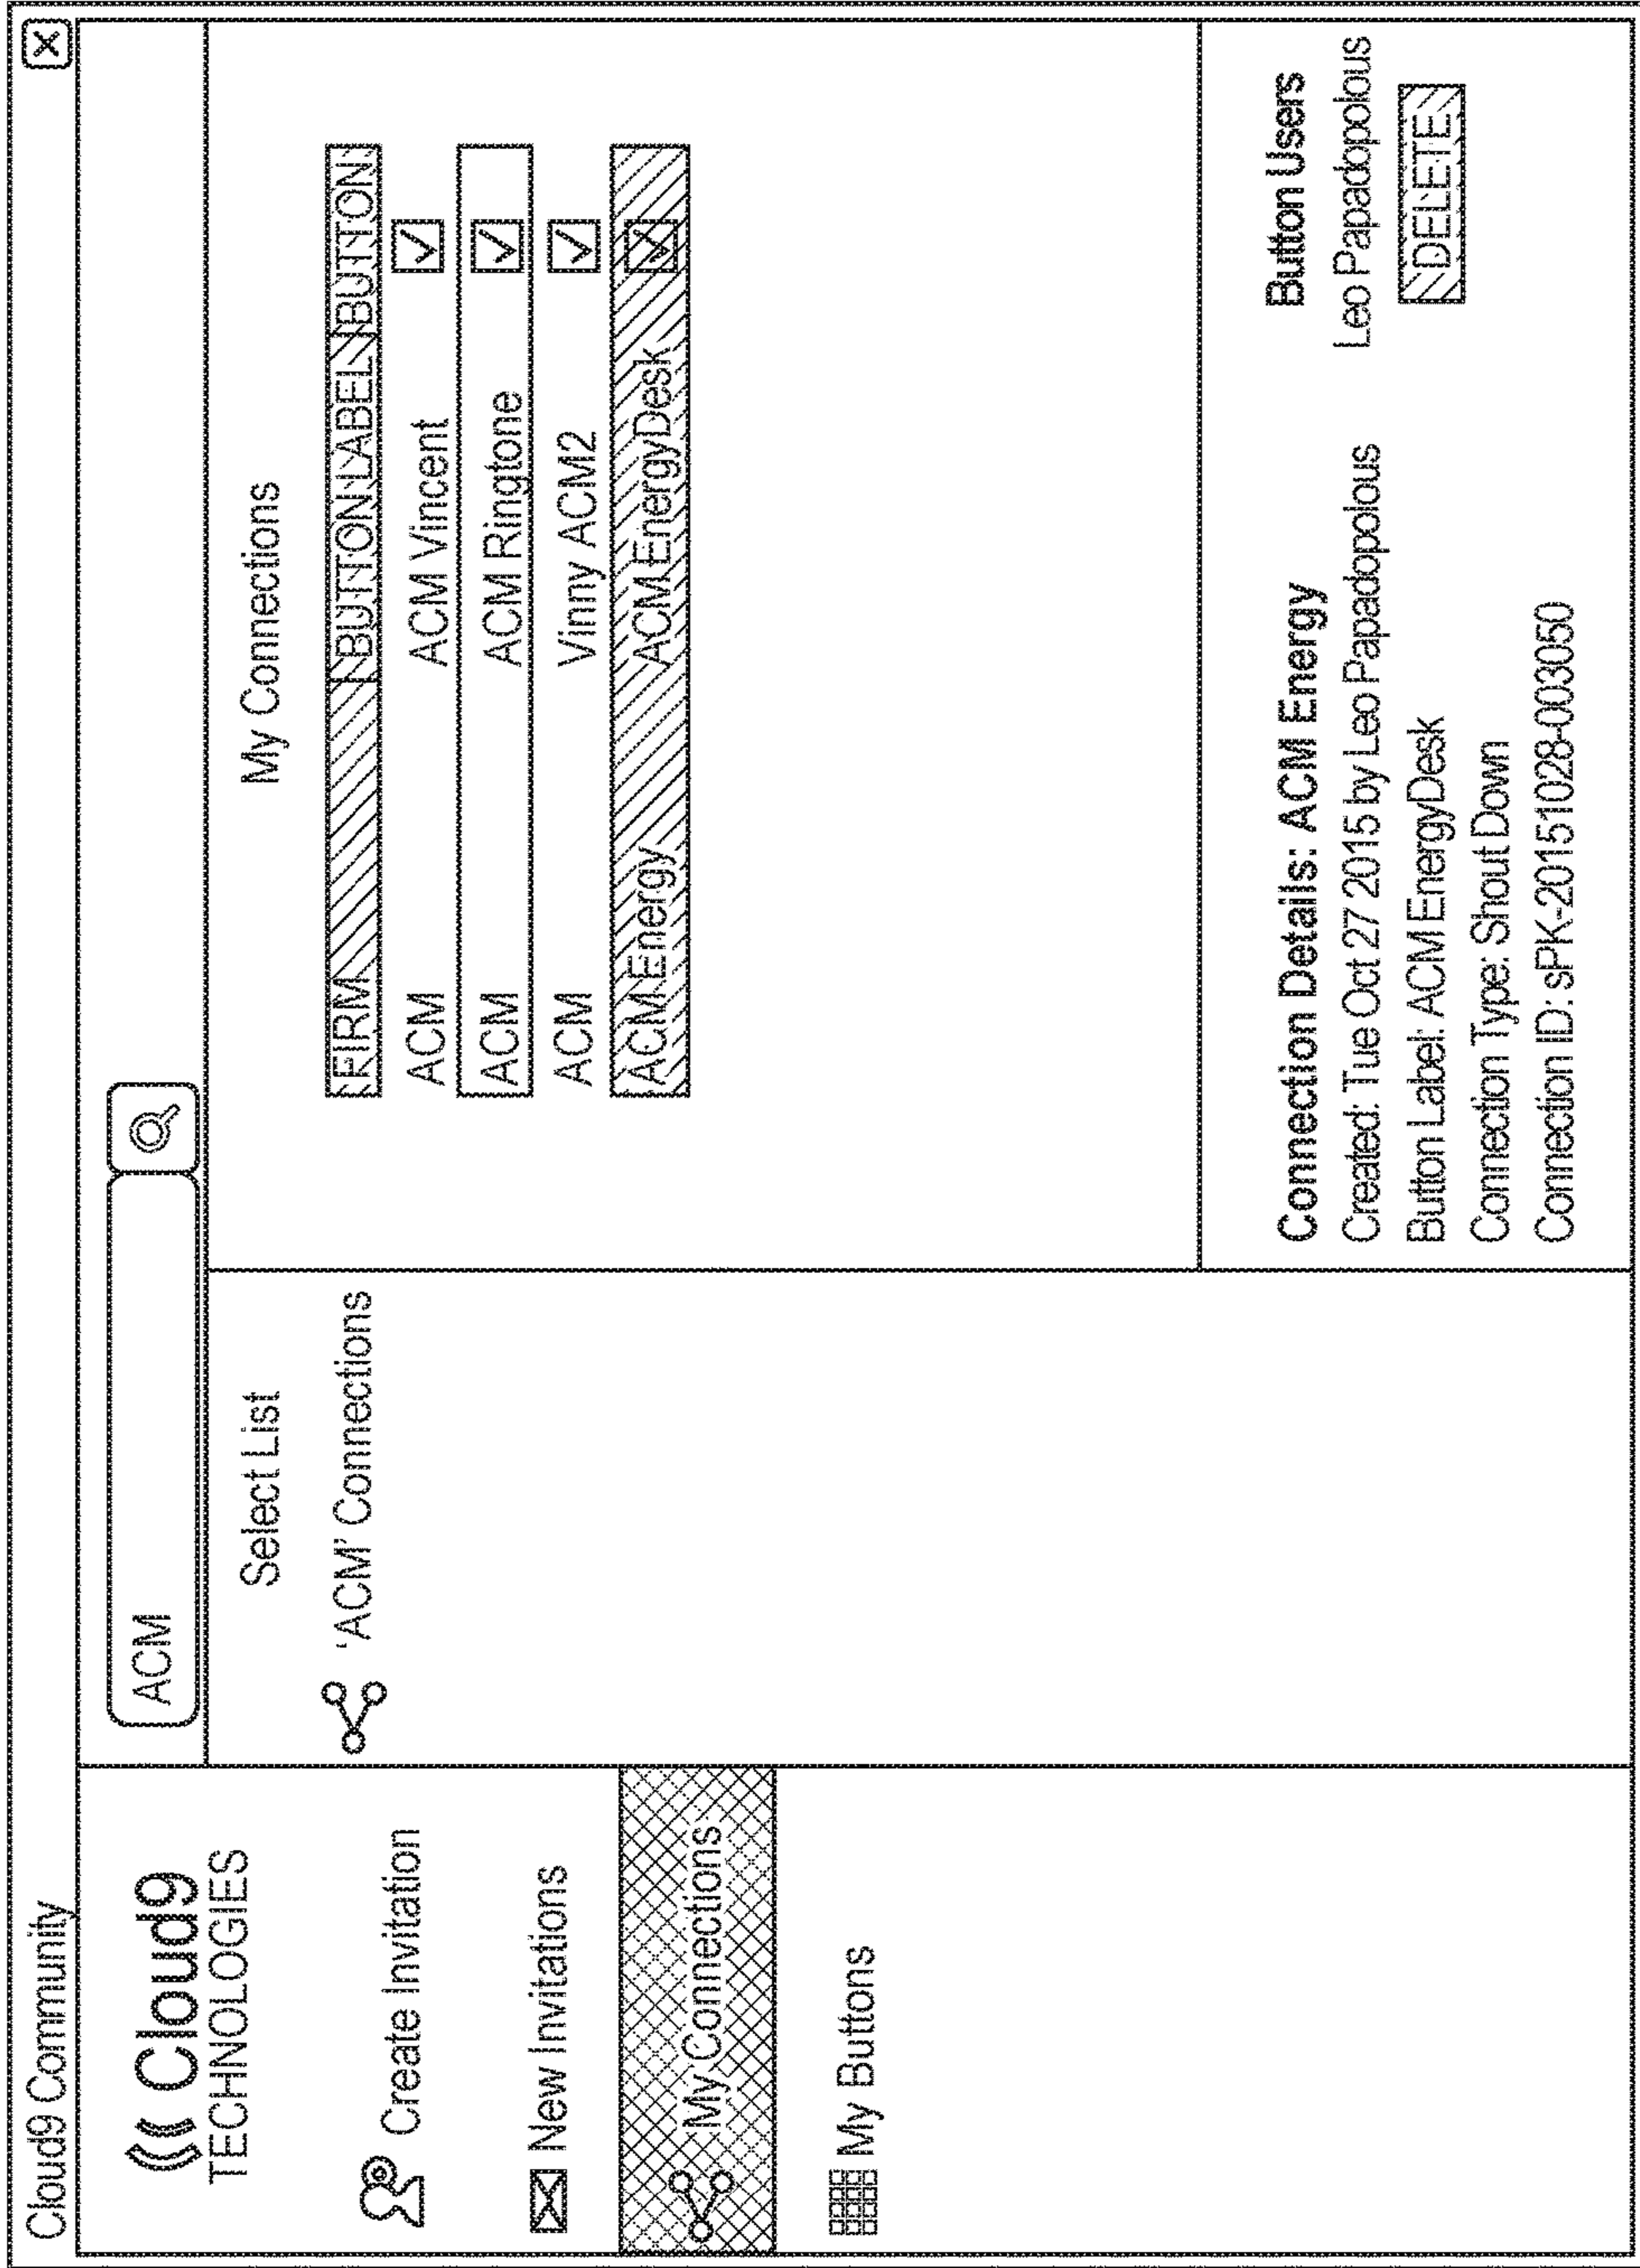 Cloud9 Community
Cloud9
TECHNOLOGIES
Create Invitation
New Invitations
My Connections
My Buttons
ACM
Select List
'ACM' Connections
My Connections
FIRM BUTTON LABEL BUTTON
ACM ACM Vincent
ACM ACM Ringtone
ACM Vinny ACM2
ACM Energy ACM EnergyDesk
Connection Details: ACM Energy
Created: Tue Oct 27 2015 by Leo Papadopolous
Button Label: ACM EnergyDesk
Connection Type: Shout Down
Connection ID: sPK-20151028-003050
Button Users
Leo Papadopolous
DELETE